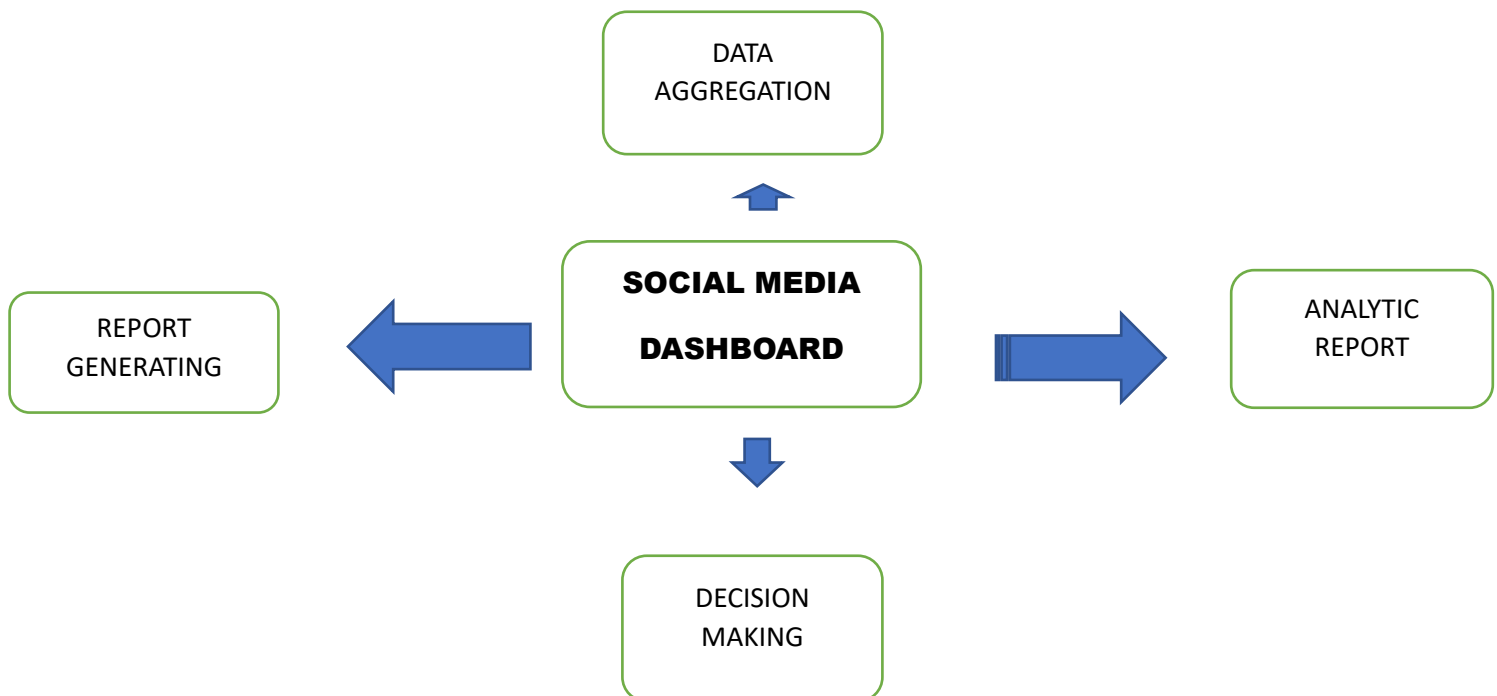 DATA
AGGREGATION
SOCIAL MEDIA
DASHBOARD
REPORT
GENERATING
ANALYTIC
REPORT
DECISION
MAKING